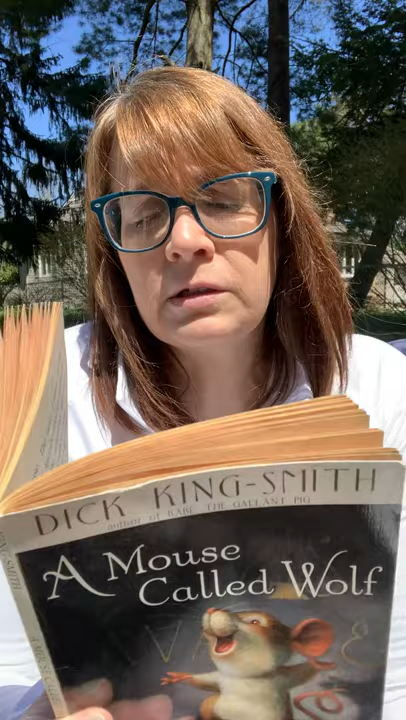 DICK KING-SMITH
author of BABE THE GALLANT PIG
A Mouse
Called Wolf